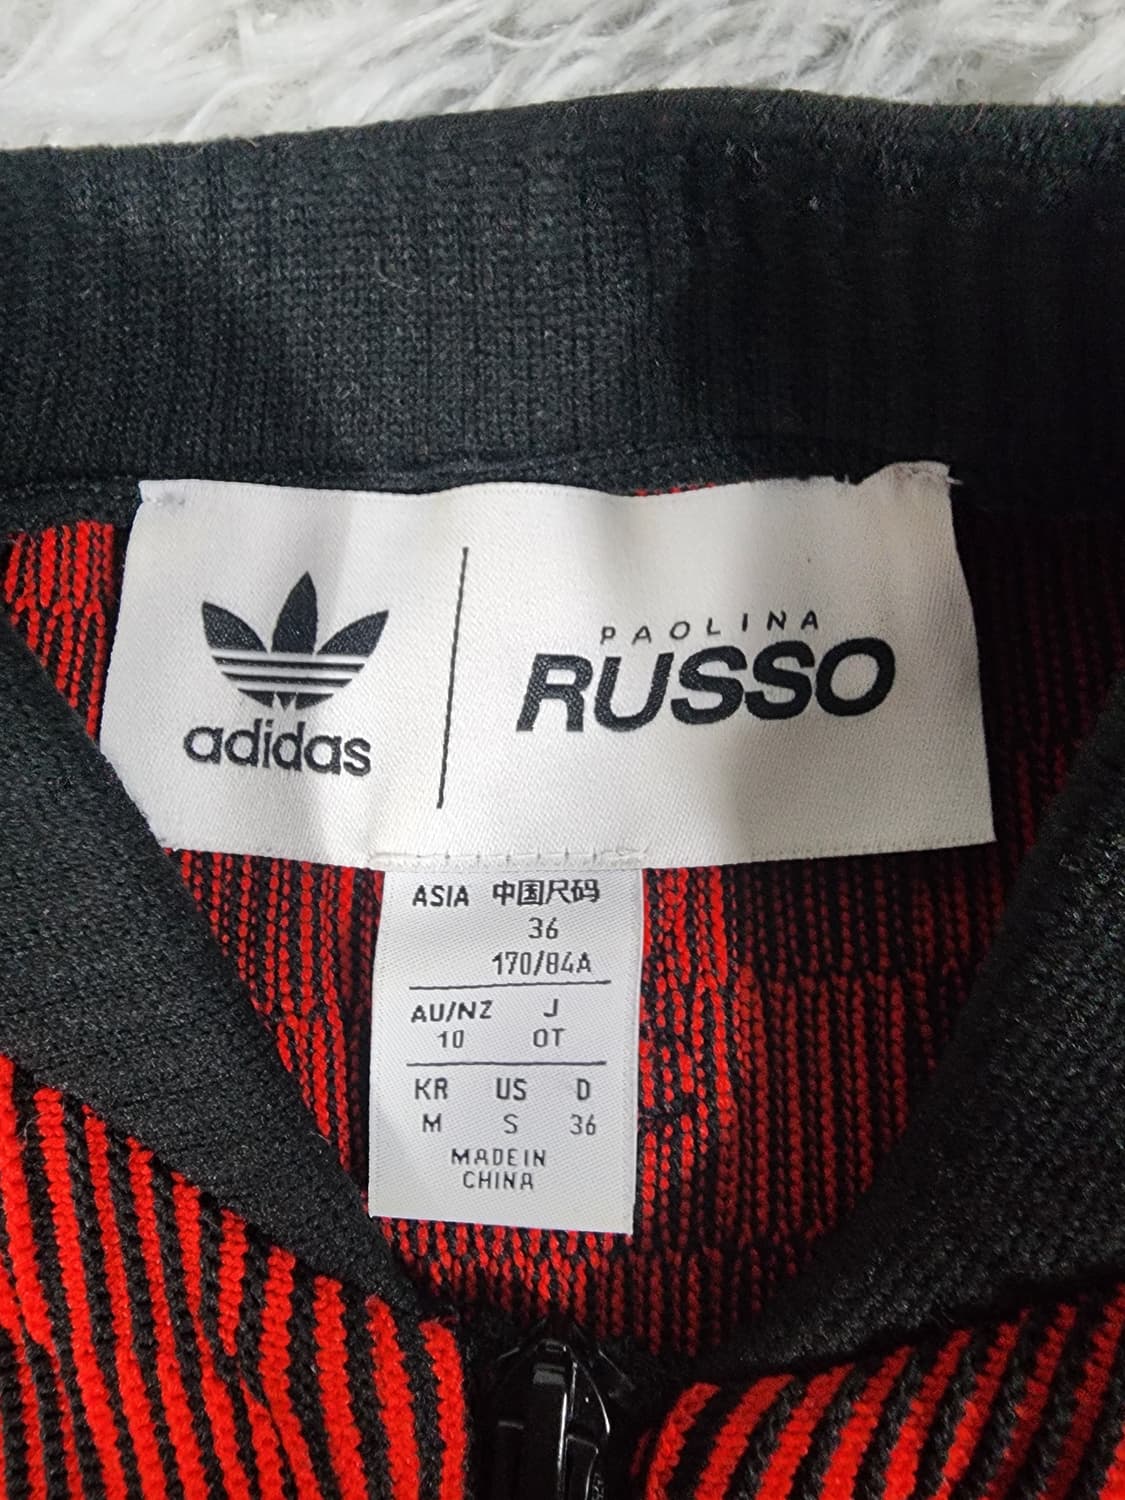 adidas
PAOLINA
RUSSO
ASIA 中国尺码
36
170/84A
AU/NZ J
10 OT
KR US D
M S 36
MADE IN
CHINA